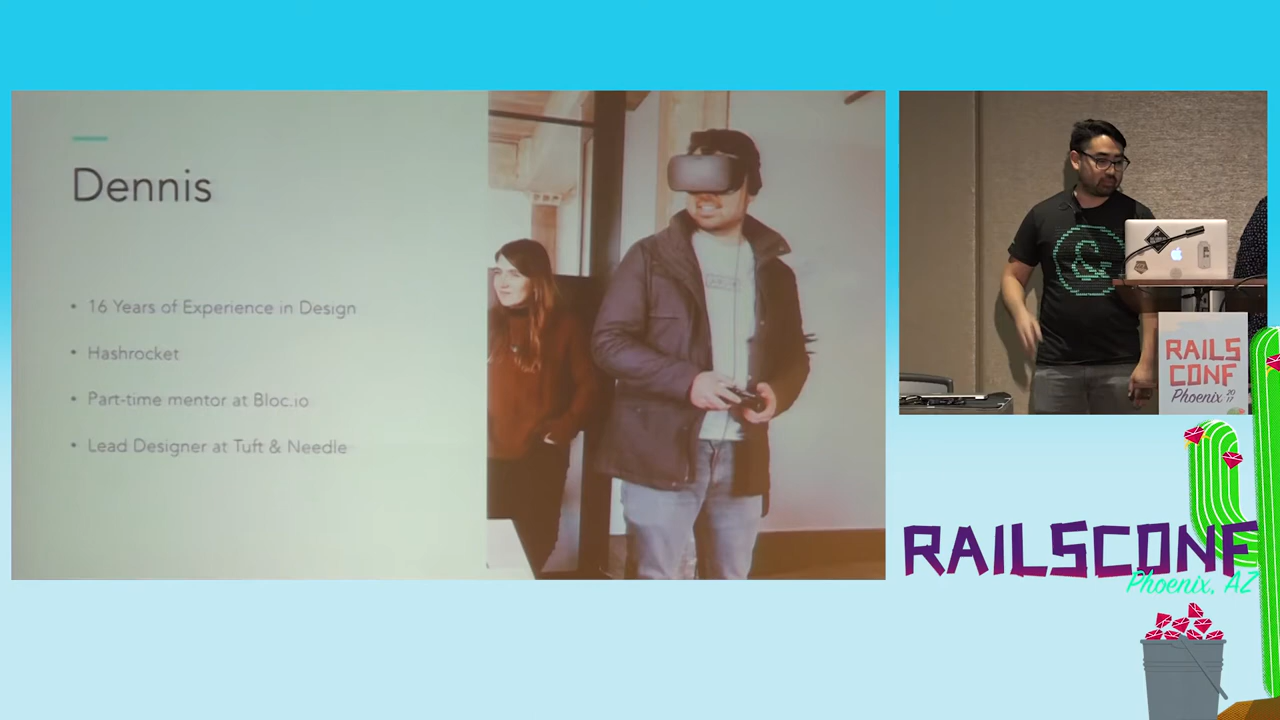 Dennis
• 16 Years of Experience in Design
• Hashrocket
• Part-time mentor at Bloc.io
• Lead Designer at Tuft & Needle
RAILS
CONF
Phoenix 2017
RAILSCONF
Phoenix, AZ